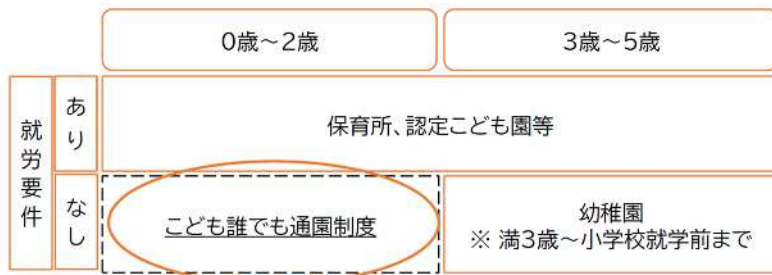 0歳～2歳
3歳～5歳
就労要件
あり
保育所、認定こども園等
なし
こども誰でも通園制度
幼稚園
※ 満3歳～小学校就学前まで